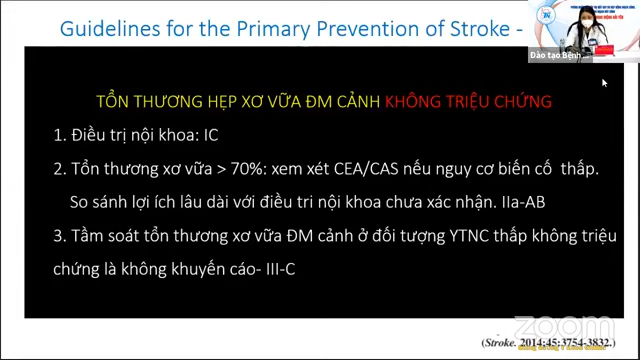 Guidelines for the Primary Prevention of Stroke -
Đào tạo Bệnh
TỔN THƯƠNG HẸP XƠ VỮA ĐM CẢNH KHÔNG TRIỆU CHỨNG
1. Điều trị nội khoa: IC
2. Tổn thương xơ vữa > 70%: xem xét CEA/CAS nếu nguy cơ biến cố thấp.
So sánh lợi ích lâu dài với điều tri nội khoa chưa xác nhận. IIa-AB
3. Tầm soát tổn thương xơ vữa ĐM cảnh ở đối tượng YTNC thấp không triệu
chứng là không khuyến cáo- III-C
zoom
(Stroke. 2014;45:3754-3832.)